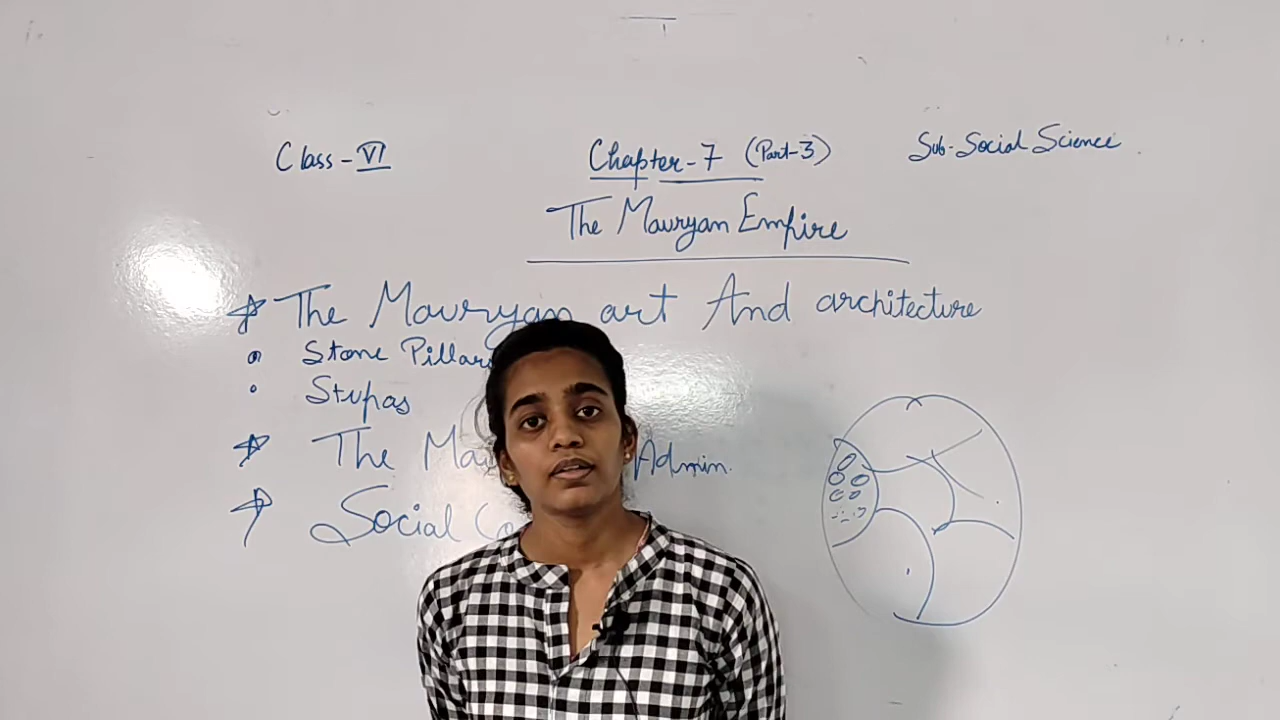 Class - VI
Chapter - 7 (Part-3)
Sub - Social Science
The Mauryan Empire
The Mauryan art And architecture
Stone Pillars
Stupas
The Admin.
Social